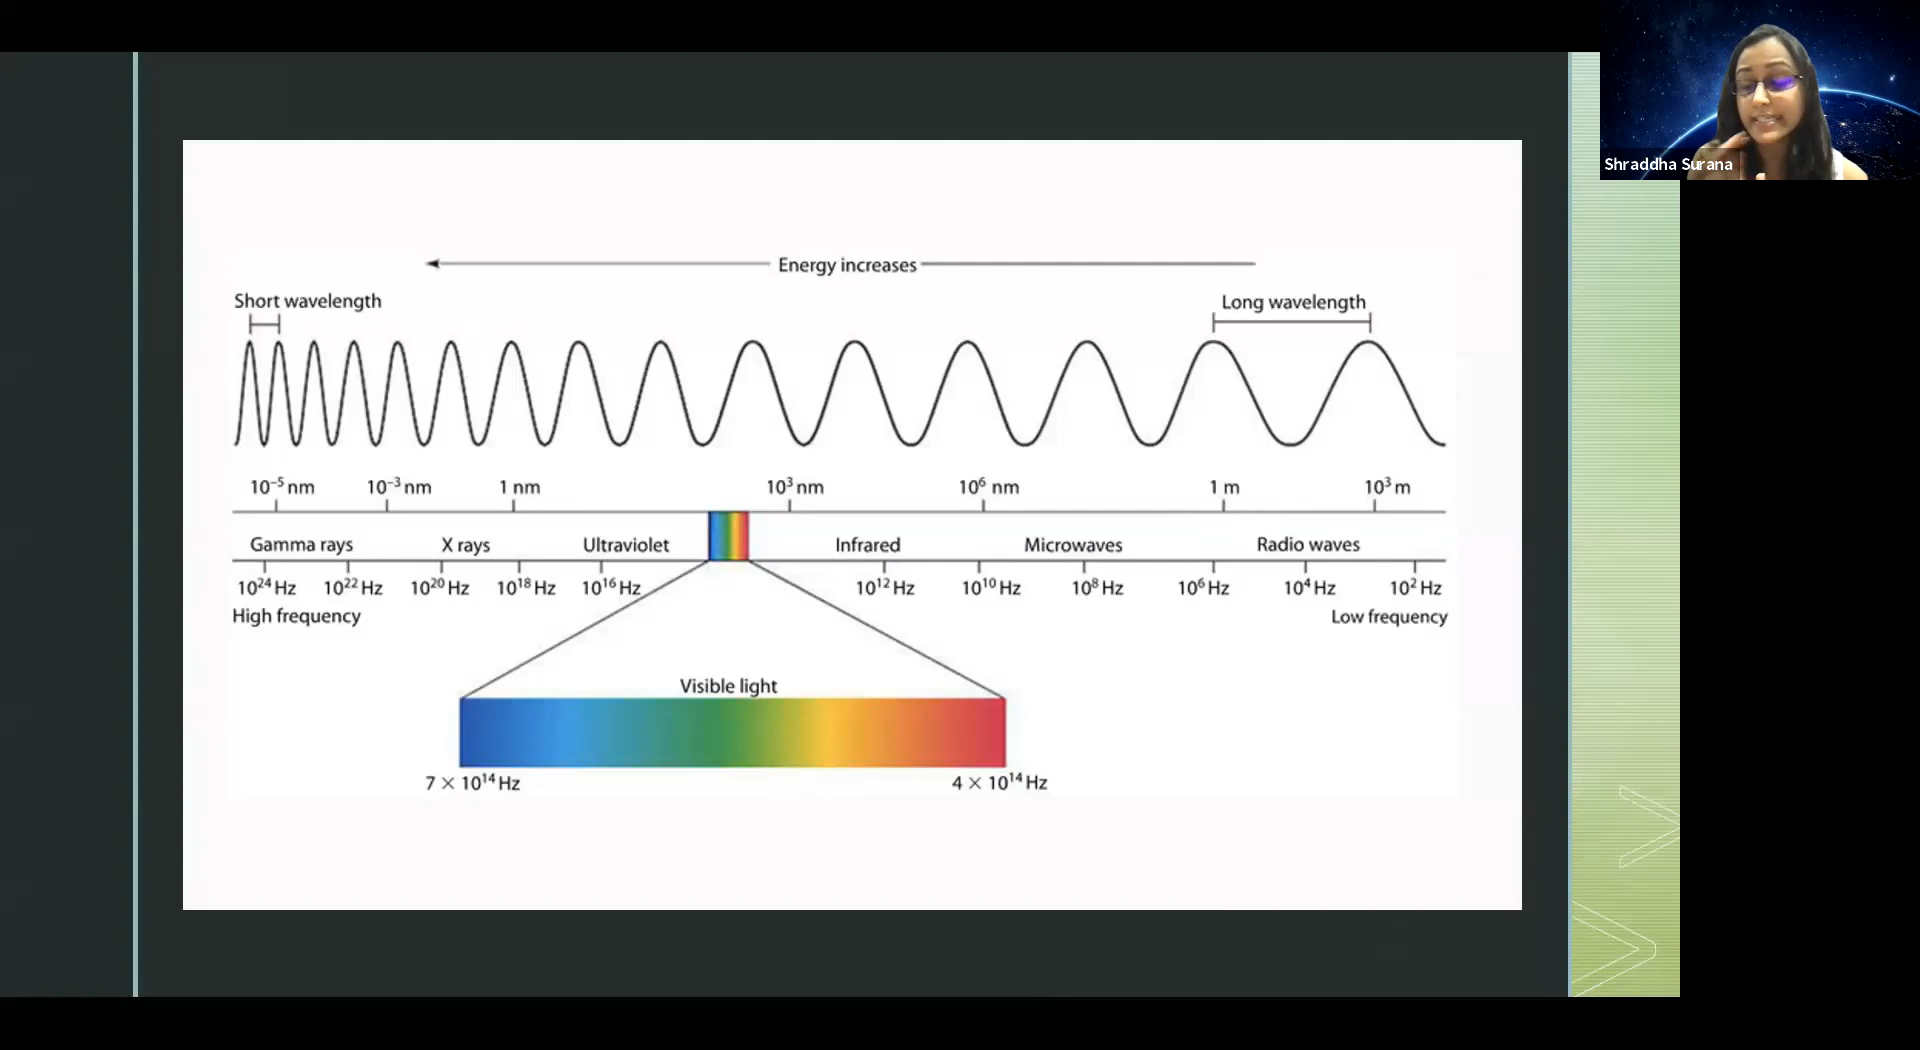 Energy increases
Short wavelength
Long wavelength
10⁻⁵ nm 10⁻³ nm 1 nm 10³ nm 10⁶ nm 1 m 10³ m
Gamma rays X rays Ultraviolet Infrared Microwaves Radio waves
10²⁴ Hz 10²² Hz 10²⁰ Hz 10¹⁸ Hz 10¹⁶ Hz 10¹² Hz 10¹⁰ Hz 10⁸ Hz 10⁶ Hz 10⁴ Hz 10² Hz
High frequency Low frequency
Visible light
7 × 10¹⁴ Hz 4 × 10¹⁴ Hz
Shraddha Surana